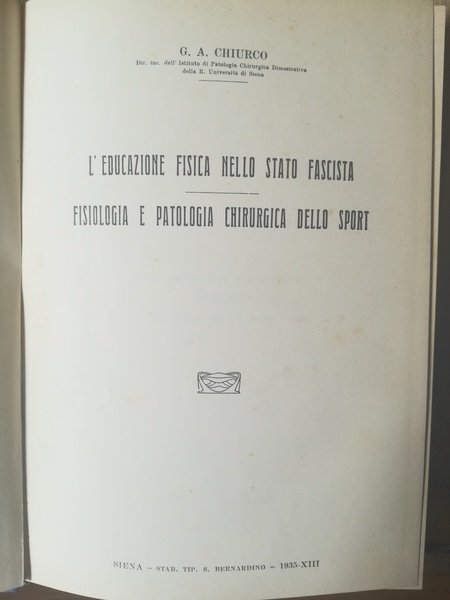 G. A. CHIURCO
Dir. inc. dell' Istituto di Patologia Chirurgica Dimostrativa
della R. Università di Siena
L' EDUCAZIONE FISICA NELLO STATO FASCISTA
FISIOLOGIA E PATOLOGIA CHIRURGICA DELLO SPORT
SIENA - STAB. TIP. S. BERNARDINO - 1935-XIII